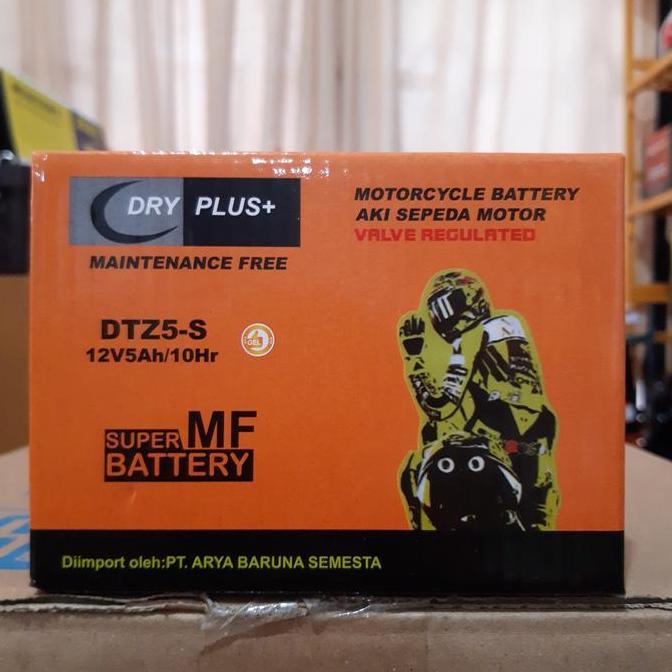 DRY PLUS+
MAINTENANCE FREE
MOTORCYCLE BATTERY
AKI SEPEDA MOTOR
VALVE REGULATED
DTZ5-S
12V5Ah/10Hr
GEL
SUPER MF
BATTERY
Diimport oleh:PT. ARYA BARUNA SEMESTA